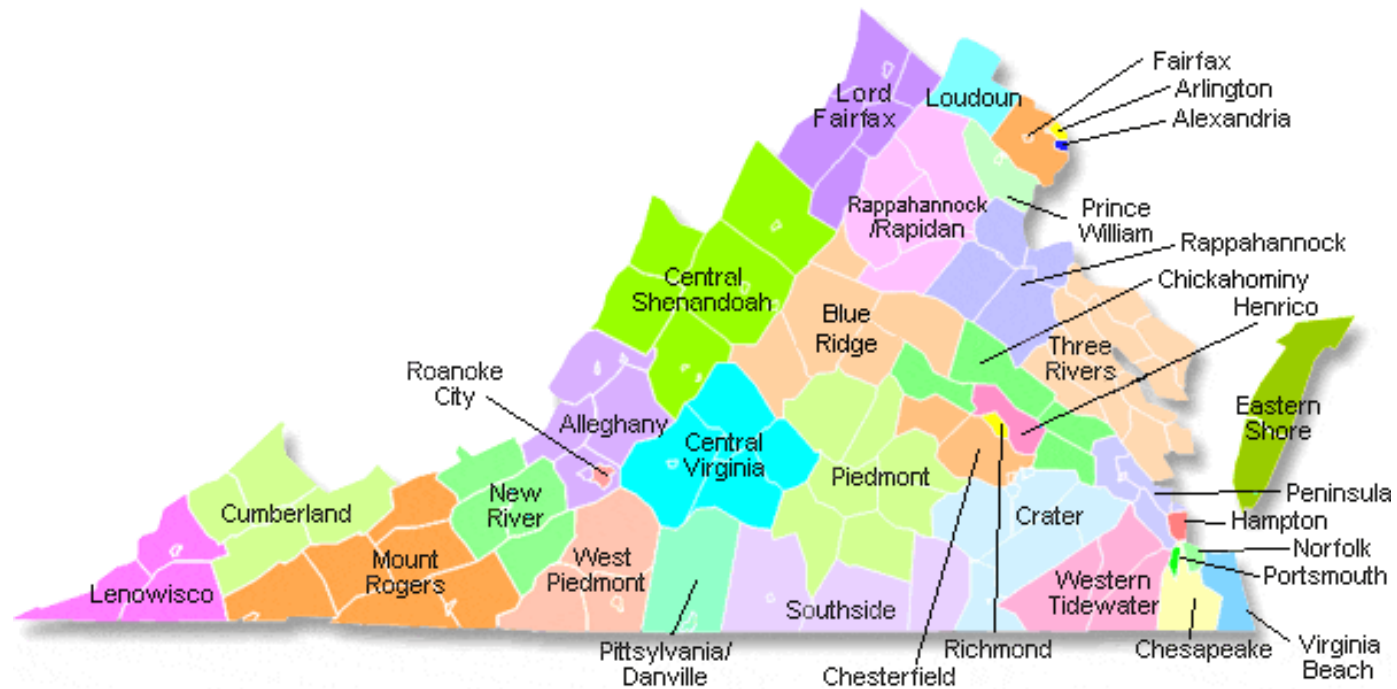 Fairfax
Arlington
Alexandria
Lord
Fairfax
Loudoun
Rappahannock
/Rapidan
Prince
William
Rappahannock
Chickahominy
Henrico
Central
Shenandoah
Blue
Ridge
Three
Rivers
Roanoke
City
Alleghany
Central
Virginia
Piedmont
Eastern
Shore
Cumberland
New
River
Peninsula
Hampton
Norfolk
Portsmouth
Crater
Mount
Rogers
West
Piedmont
Western
Tidewater
Lenowisco
Southside
Pittsylvania/
Danville
Chesterfield
Richmond
Chesapeake
Virginia
Beach